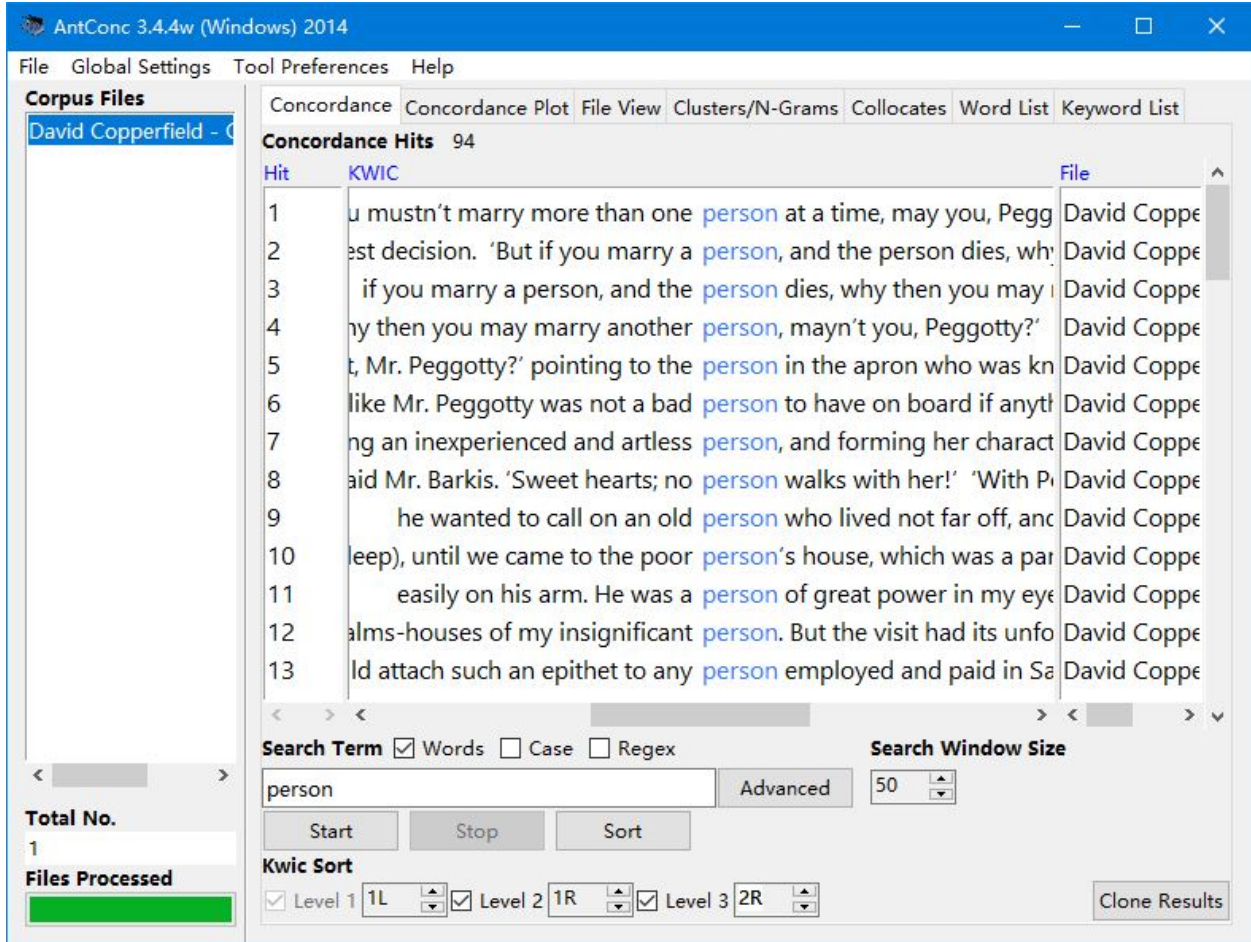 AntConc 3.4.4w (Windows) 2014
File Global Settings Tool Preferences Help
Corpus Files
David Copperfield -
Concordance Concordance Plot File View Clusters/N-Grams Collocates Word List Keyword List
Concordance Hits 94
Hit KWIC File
1 u mustn’t marry more than one person at a time, may you, Pegg David Coppe
2 est decision. ‘But if you marry a person, and the person dies, why David Coppe
3 if you marry a person, and the person dies, why then you may David Coppe
4 hy then you may marry another person, mayn’t you, Peggotty?’ David Coppe
5 t, Mr. Peggotty?’ pointing to the person in the apron who was kn David Coppe
6 like Mr. Peggotty was not a bad person to have on board if anyth David Coppe
7 ng an inexperienced and artless person, and forming her charact David Coppe
8 aid Mr. Barkis. ‘Sweet hearts; no person walks with her!’ ‘With P David Coppe
9 he wanted to call on an old person who lived not far off, and David Coppe
10 leep), until we came to the poor person’s house, which was a par David Coppe
11 easily on his arm. He was a person of great power in my eye David Coppe
12 alms-houses of my insignificant person. But the visit had its unfo David Coppe
13 ld attach such an epithet to any person employed and paid in Sa David Coppe
Search Term Words Case Regex Search Window Size
person Advanced 50
Total No.
1
Start Stop Sort
Files Processed
Kwic Sort
Level 1 1L Level 2 1R Level 3 2R Clone Results